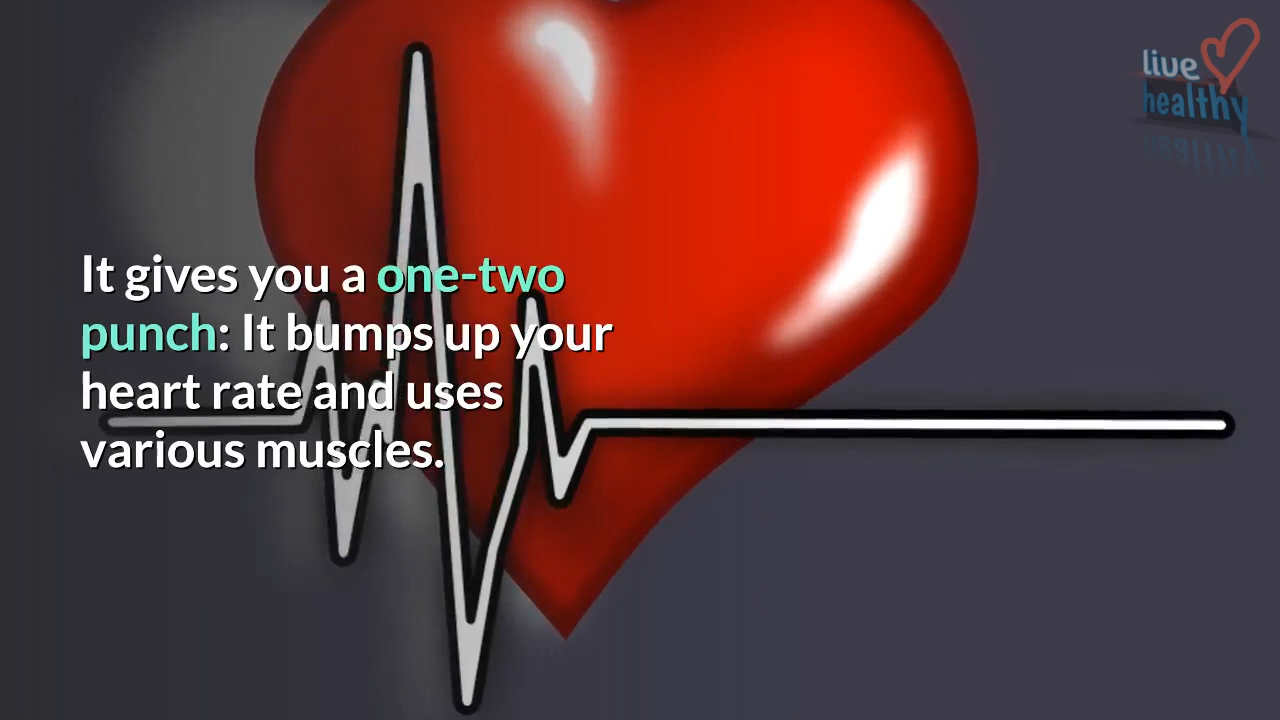 live
healthy
It gives you a one-two
punch: It bumps up your
heart rate and uses
various muscles.